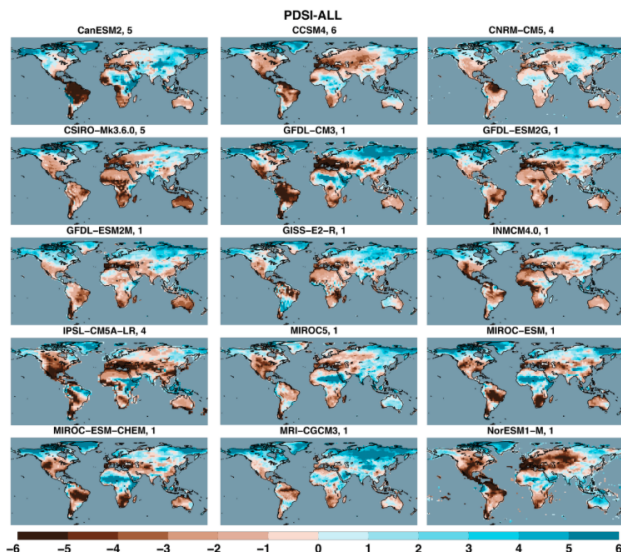 PDSI-ALL
CanESM2, 5 CCSM4, 6 CNRM-CM5, 4
CSIRO-Mk3.6.0, 5 GFDL-CM3, 1 GFDL-ESM2G, 1
GFDL-ESM2M, 1 GISS-E2-R, 1 INMCM4.0, 1
IPSL-CM5A-LR, 4 MIROC5, 1 MIROC-ESM, 1
MIROC-ESM-CHEM, 1 MRI-CGCM3, 1 NorESM1-M, 1
-6 -5 -4 -3 -2 -1 0 1 2 3 4 5 6